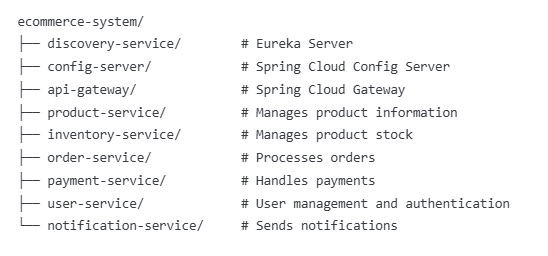 ecommerce-system/
├── discovery-service/        # Eureka Server
├── config-server/            # Spring Cloud Config Server
├── api-gateway/              # Spring Cloud Gateway
├── product-service/          # Manages product information
├── inventory-service/        # Manages product stock
├── order-service/            # Processes orders
├── payment-service/          # Handles payments
├── user-service/             # User management and authentication
└── notification-service/     # Sends notifications